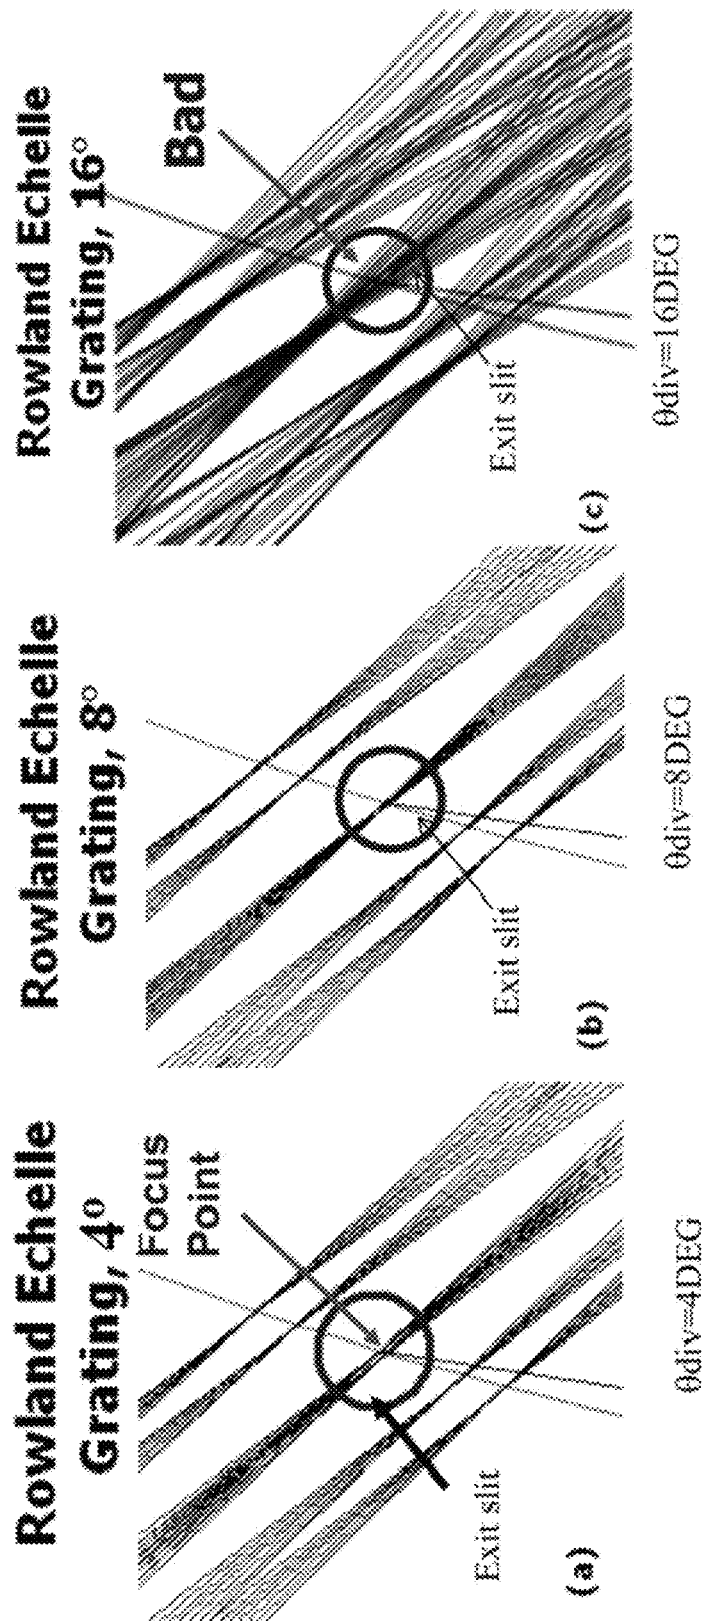 Rowland Echelle
Grating, 4°
Focus
Point
Exit slit
(a)
θdiv=4DEG
Rowland Echelle
Grating, 8°
Exit slit
(b)
θdiv=8DEG
Rowland Echelle
Grating, 16°
Bad
Exit slit
(c)
θdiv=16DEG